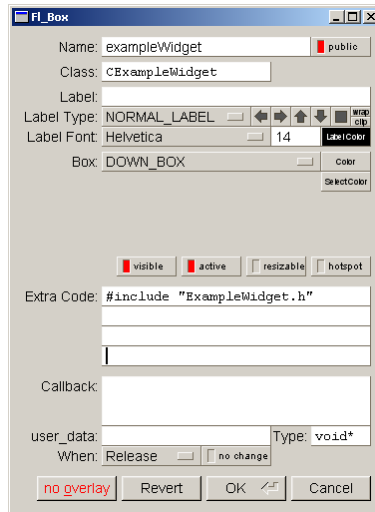 Fl_Box
Name: exampleWidget public
Class: CExampleWidget
Label:
Label Type: NORMAL_LABEL wrap clip
Label Font: Helvetica 14 Label Color
Box: DOWN_BOX Color
SelectColor
visible active resizable hotspot
Extra Code: #include "ExampleWidget.h"
Callback:
user_data: Type: void*
When: Release no change
no overlay Revert OK Cancel